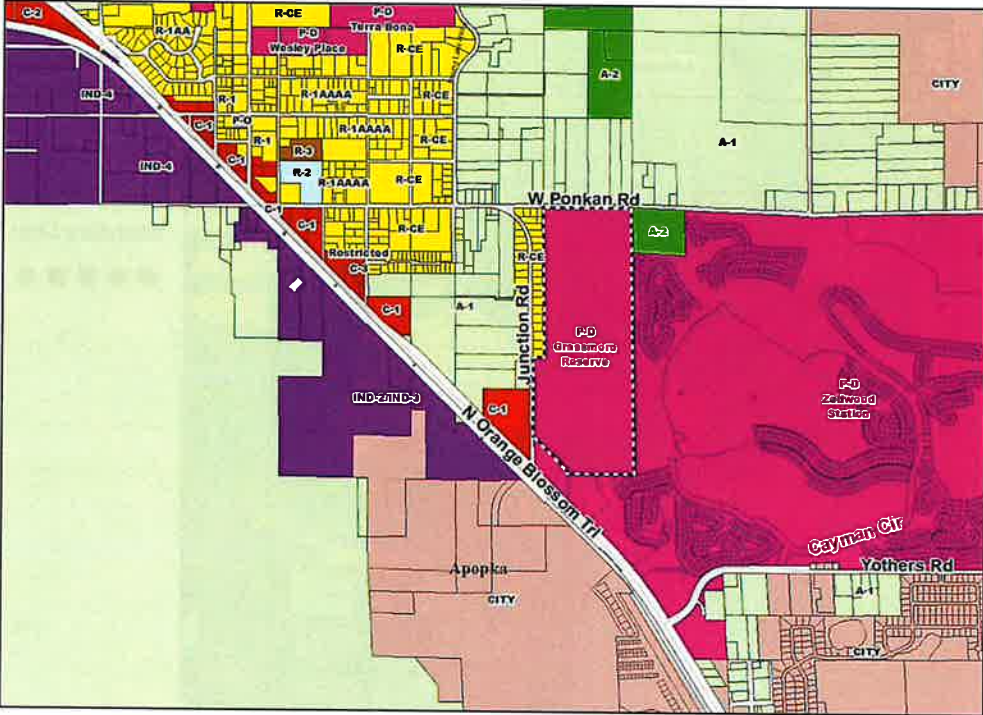 C-2
R-CE
P-D
Terra Bona
R-1AA
P-D
Wesley Place
R-CE
A-2
CITY
IND-4
R-1
R-1AAAA
R-CE
C-1
P-O
R-1AAAA
R-CE
A-1
R-1
C-1
R-3
IND-4
R-2
R-1AAAA
R-CE
W Ponkan Rd
C-1
C-1
R-CE
A-2
Restricted
C-3
R-CE
A-1
C-1
Junction Rd
P-D
Grassmere
Reserve
P-D
Zellwood
Station
IND-2/IND-3
C-1
N Orange Blossom Trl
Cayman Cir
Yothers Rd
Apopka
CITY
A-1
CITY